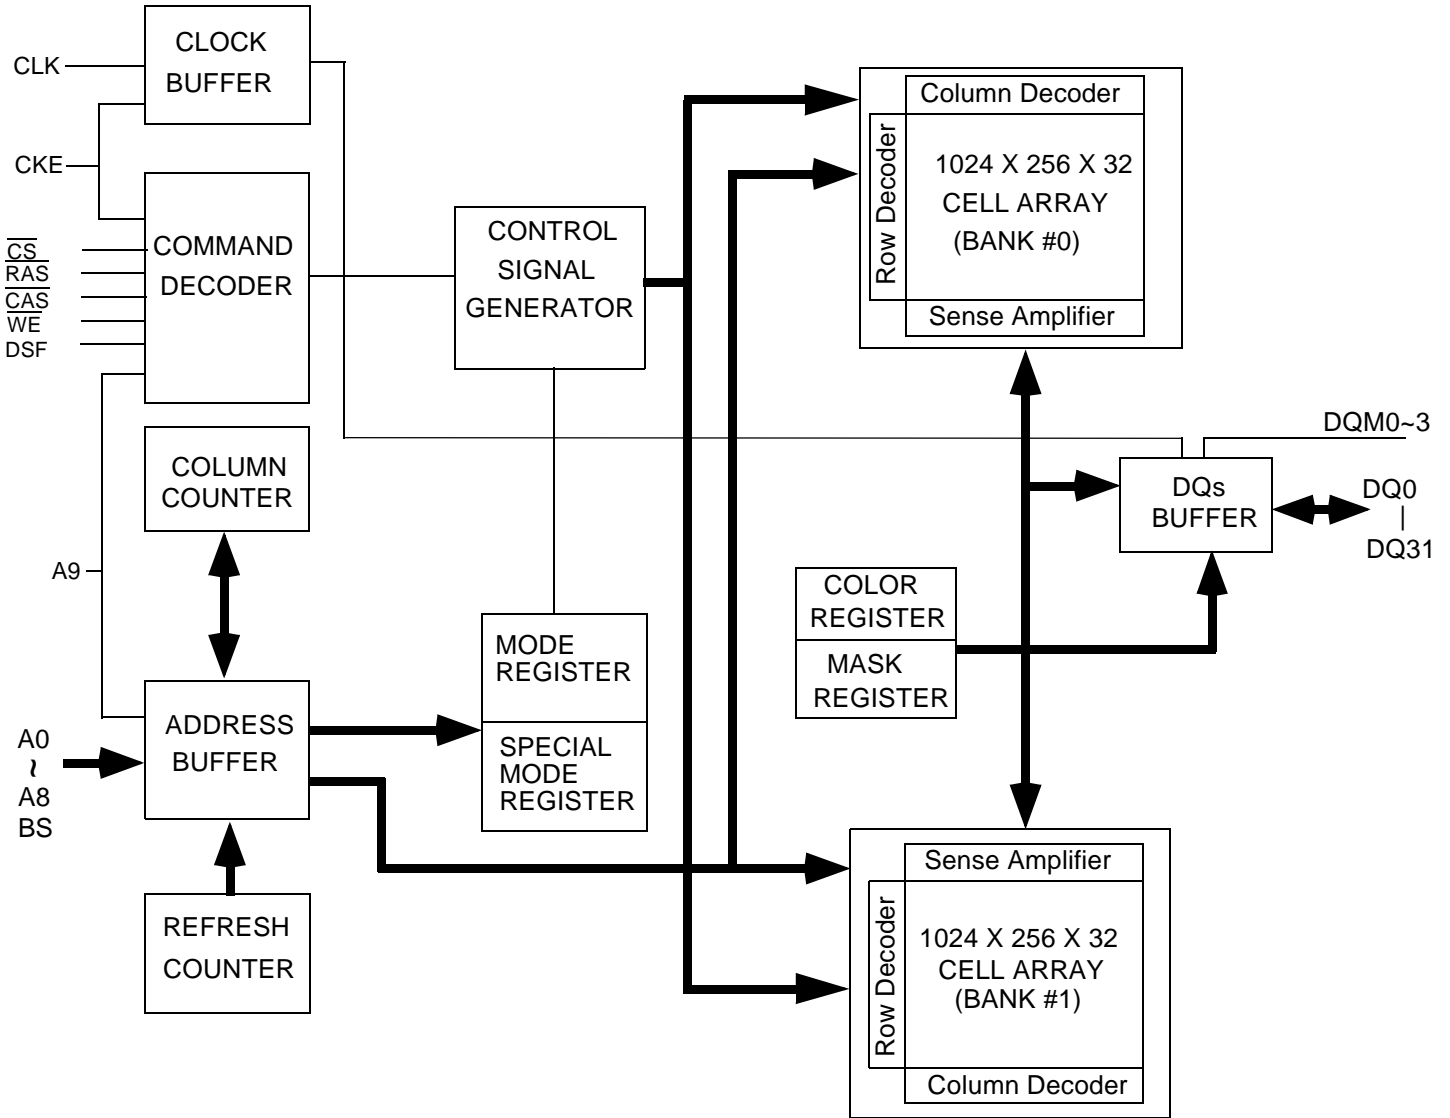 CLK
CLOCK
BUFFER
CKE
CS
RAS
CAS
WE
DSF
COMMAND
DECODER
CONTROL
SIGNAL
GENERATOR
Column Decoder
Row Decoder
1024 X 256 X 32
CELL ARRAY
(BANK #0)
Sense Amplifier
COLUMN
COUNTER
A9
DQM0~3
DQs
BUFFER
DQ0
|
DQ31
COLOR
REGISTER
MASK
REGISTER
MODE
REGISTER
SPECIAL
MODE
REGISTER
A0
~
A8
BS
ADDRESS
BUFFER
REFRESH
COUNTER
Sense Amplifier
Row Decoder
1024 X 256 X 32
CELL ARRAY
(BANK #1)
Column Decoder